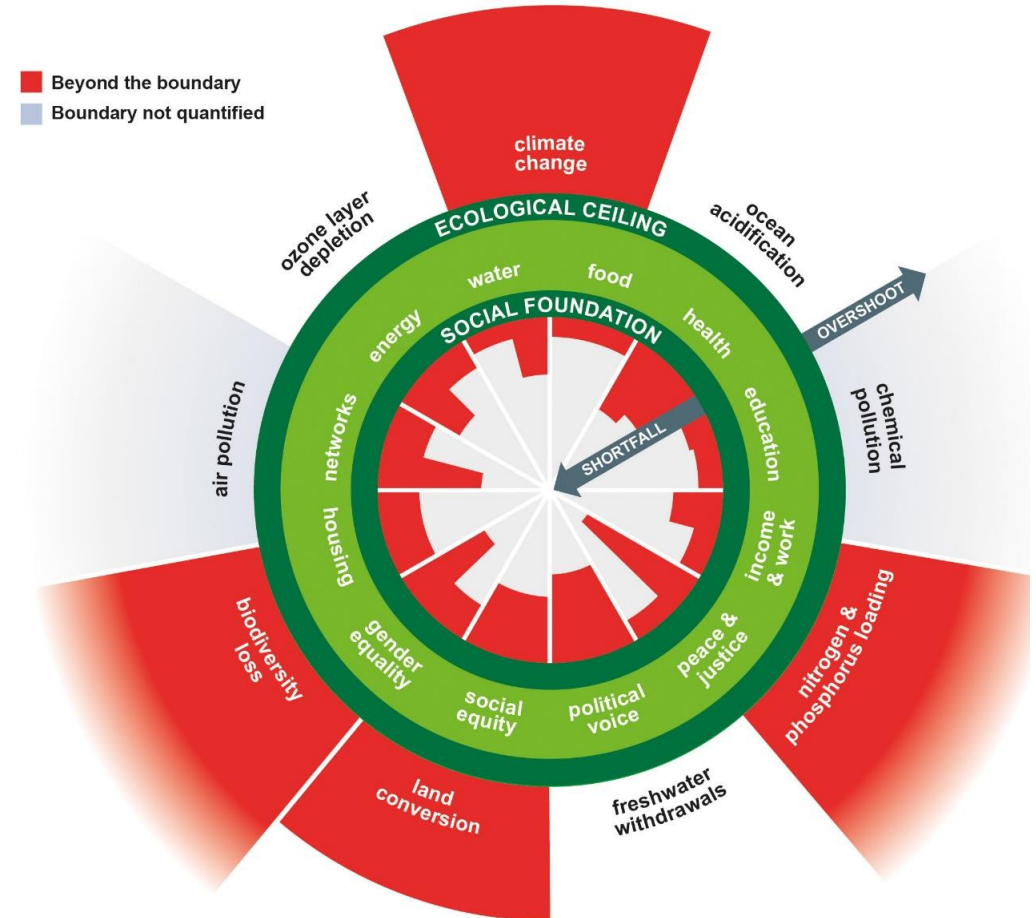 Beyond the boundary
Boundary not quantified
climate
change
ozone layer
depletion
ocean
acidification
ECOLOGICAL CEILING
OVERSHOOT
water
food
energy
health
SOCIAL FOUNDATION
networks
education
SHORTFALL
air pollution
chemical
pollution
housing
income
& work
biodiversity
loss
gender
equality
peace &
justice
nitrogen &
phosphorus loading
social
equity
political
voice
land
conversion
freshwater
withdrawals